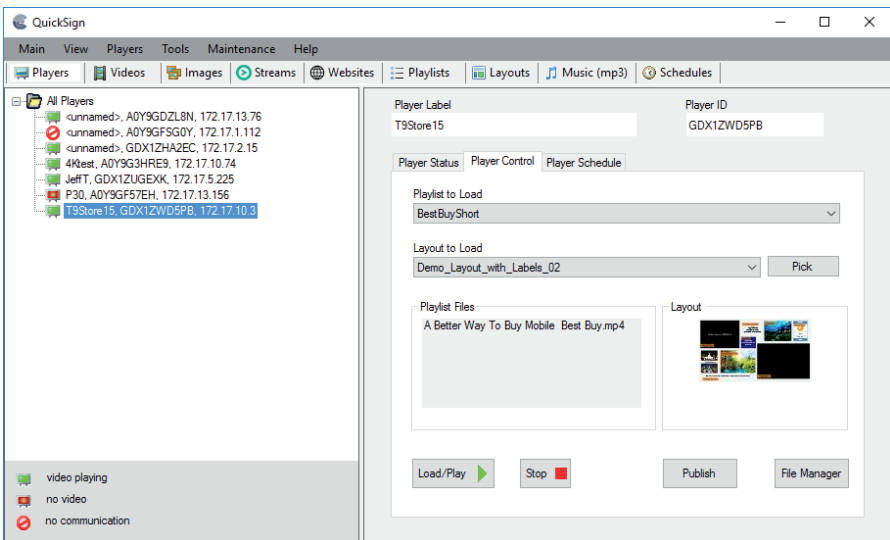 QuickSign
Main View Players Tools Maintenance Help
Players Videos Images Streams Websites Playlists Layouts Music (mp3) Schedules
All Players
<unnamed>, A0Y9GDZL8N, 172.17.13.76
<unnamed>, A0Y9GFSG0Y, 172.17.1.112
<unnamed>, GDX1ZHA2EC, 172.17.2.15
4Ktest, A0Y9G3HRE9, 172.17.10.74
JeffT, GDX1ZUGEXK, 172.17.5.225
P30, A0Y9GF57EH, 172.17.13.156
T9Store15, GDX1ZWD5PB, 172.17.10.3
video playing
no video
no communication
Player Label Player ID
T9Store15 GDX1ZWD5PB
Player Status Player Control Player Schedule
Playlist to Load
BestBuyShort
Layout to Load
Demo_Layout_with_Labels_02 Pick
Playlist Files Layout
A Better Way To Buy Mobile  Best Buy.mp4
Load/Play Stop Publish File Manager